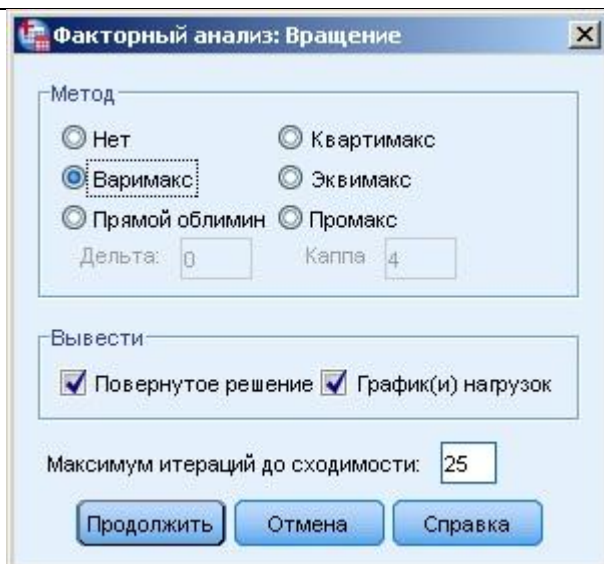 Факторный анализ: Вращение
Метод
Нет
Квартимакс
Варимакс
Эквимакс
Прямой облимин
Промакс
Дельта: 0
Каппа 4
Вывести
Повернутое решение
График(и) нагрузок
Максимум итераций до сходимости: 25
Продолжить
Отмена
Справка